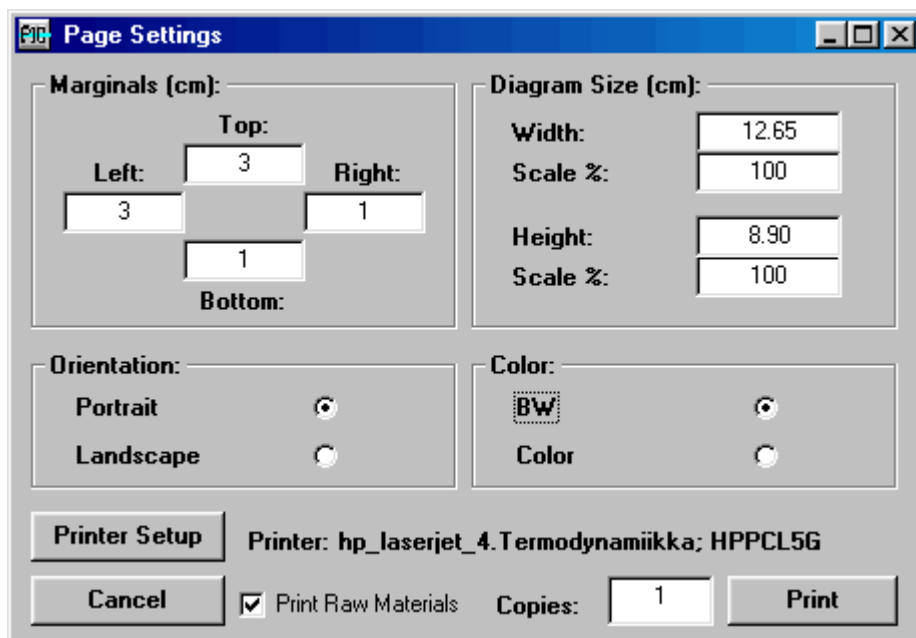 Page Settings
Marginals (cm):
Top:
3
Left:
Right:
3
1
1
Bottom:
Diagram Size (cm):
Width: 12.65
Scale %: 100
Height: 8.90
Scale %: 100
Orientation:
Portrait
Landscape
Color:
BW
Color
Printer Setup
Printer: hp_laserjet_4.Termodynamiikka; HPPCL5G
Cancel
Print Raw Materials
Copies: 1
Print